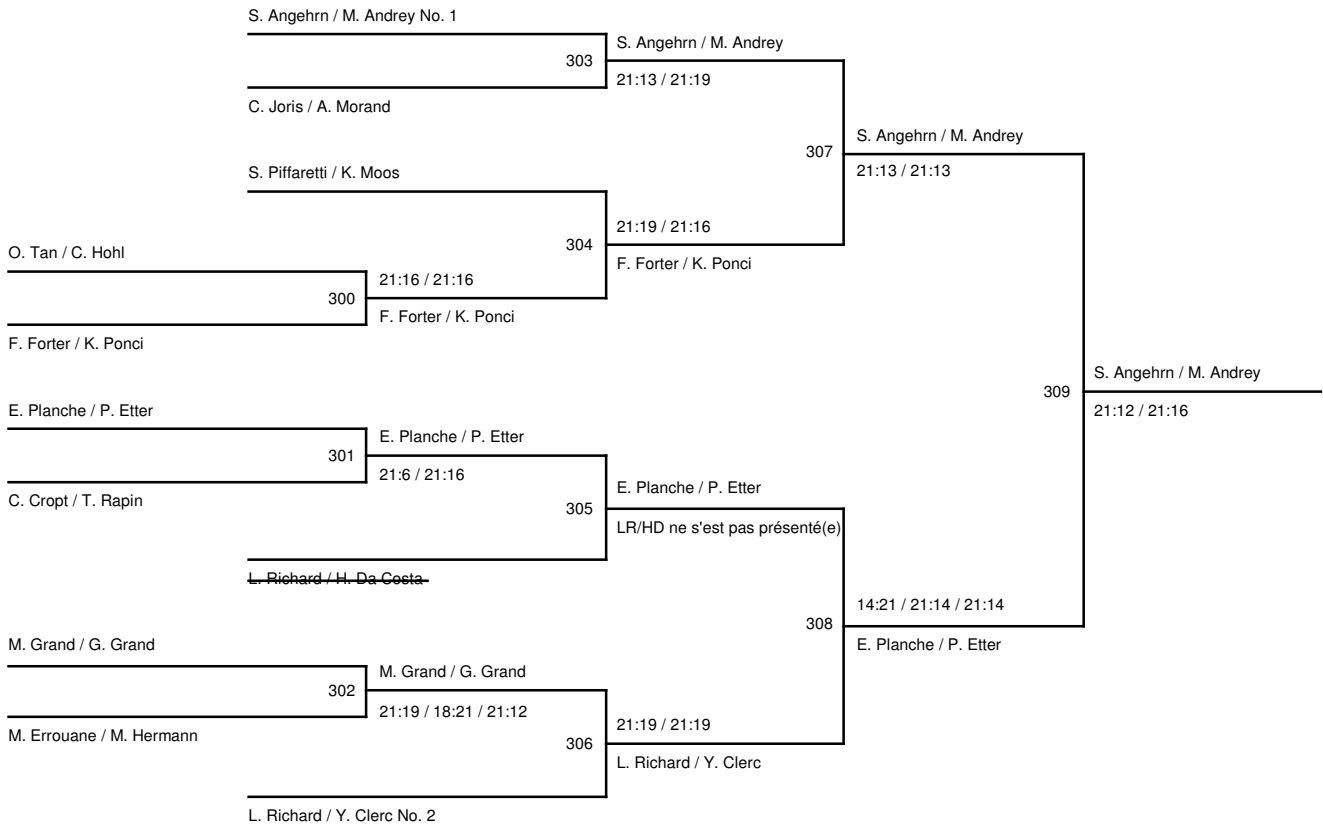 S. Angehrn / M. Andrey No. 1
303
S. Angehrn / M. Andrey
21:13 / 21:19
C. Joris / A. Morand
307
S. Angehrn / M. Andrey
21:13 / 21:13
S. Piffaretti / K. Moos
304
21:19 / 21:16
F. Forter / K. Ponci
O. Tan / C. Hohl
300
21:16 / 21:16
F. Forter / K. Ponci
F. Forter / K. Ponci
309
S. Angehrn / M. Andrey
21:12 / 21:16
E. Planche / P. Etter
301
E. Planche / P. Etter
21:6 / 21:16
C. Cropt / T. Rapin
305
E. Planche / P. Etter
LR/HD ne s'est pas présenté(e)
L. Richard / H. Da Costa
308
14:21 / 21:14 / 21:14
E. Planche / P. Etter
M. Grand / G. Grand
302
M. Grand / G. Grand
21:19 / 18:21 / 21:12
M. Errouane / M. Hermann
306
21:19 / 21:19
L. Richard / Y. Clerc
L. Richard / Y. Clerc No. 2